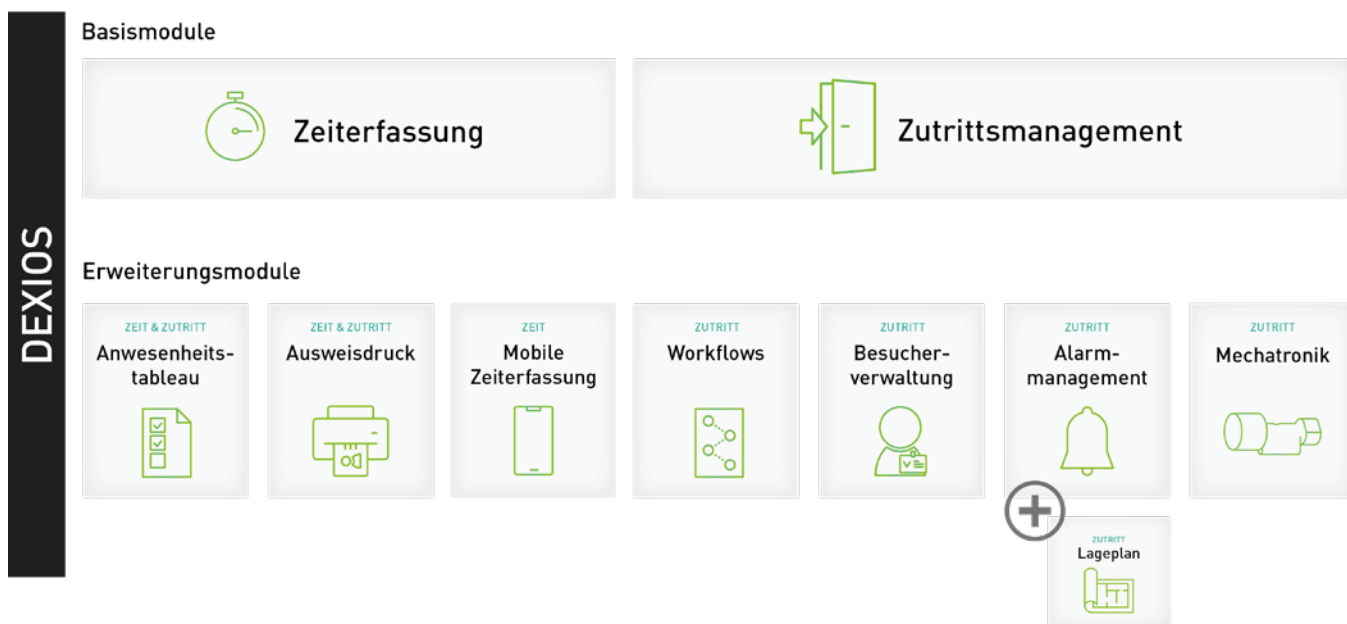 DEXIOS
Basismodule
Zeiterfassung
Zutrittsmanagement
Erweiterungsmodule
ZEIT & ZUTRITT
Anwesenheits-
tableau
ZEIT & ZUTRITT
Ausweisdruck
ZEIT
Mobile
Zeiterfassung
ZUTRITT
Workflows
ZUTRITT
Besucher-
verwaltung
ZUTRITT
Alarm-
management
ZUTRITT
Mechatronik
ZUTRITT
Lageplan